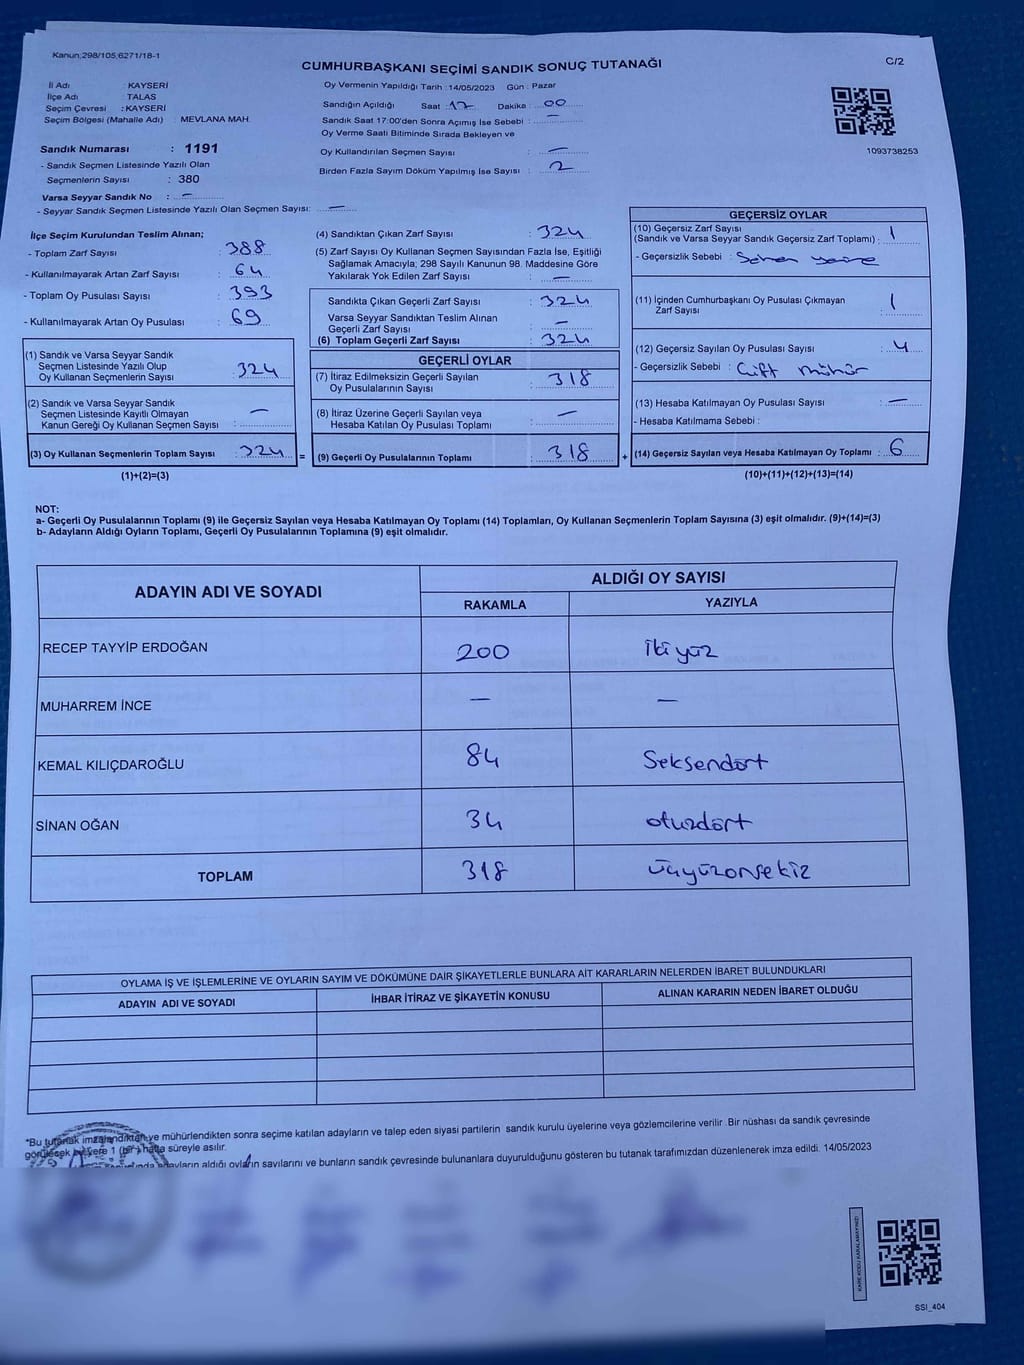 Kanun;298/105;6271/18-1
CUMHURBAŞKANI SEÇİMİ SANDIK SONUÇ TUTANAĞI
C/2
İl Adı : KAYSERİ
İlçe Adı : TALAS
Seçim Çevresi : KAYSERİ
Seçim Bölgesi (Mahalle Adı) : MEVLANA MAH.
Sandık Numarası : 1191
- Sandık Seçmen Listesinde Yazılı Olan
Seçmenlerin Sayısı : 380
Varsa Seyyar Sandık No : —
- Seyyar Sandık Seçmen Listesinde Yazılı Olan Seçmen Sayısı: —
Oy Vermenin Yapıldığı Tarih : 14/05/2023 Gün : Pazar
Sandığın Açıldığı Saat : 17 Dakika : 00
Sandık Saat 17:00'den Sonra Açımış İse Sebebi : —
Oy Verme Saati Bitiminde Sırada Bekleyen ve
Oy Kullandırılan Seçmen Sayısı : —
Birden Fazla Sayım Döküm Yapılmış İse Sayısı : 2
1093738253
İlçe Seçim Kurulundan Teslim Alınan;
- Toplam Zarf Sayısı : 388
- Kullanılmayarak Artan Zarf Sayısı : 64
- Toplam Oy Pusulası Sayısı : 393
- Kullanılmayarak Artan Oy Pusulası : 69
(1) Sandık ve Varsa Seyyar Sandık
Seçmen Listesinde Yazılı Olup
Oy Kullanan Seçmenlerin Sayısı : 324
(2) Sandık ve Varsa Seyyar Sandık
Seçmen Listesinde Kayıtlı Olmayan
Kanun Gereği Oy Kullanan Seçmen Sayısı : —
(3) Oy Kullanan Seçmenlerin Toplam Sayısı : 324
(1)+(2)=(3)
=
(4) Sandıktan Çıkan Zarf Sayısı : 324
(5) Zarf Sayısı Oy Kullanan Seçmen Sayısından Fazla İse, Eşitliği
Sağlamak Amacıyla; 298 Sayılı Kanunun 98. Maddesine Göre
Yakılarak Yok Edilen Zarf Sayısı : —
Sandıkta Çıkan Geçerli Zarf Sayısı : 324
Varsa Seyyar Sandıktan Teslim Alınan
Geçerli Zarf Sayısı : —
(6) Toplam Geçerli Zarf Sayısı : 324
GEÇERLİ OYLAR
(7) İtiraz Edilmeksizin Geçerli Sayılan
Oy Pusulalarının Sayısı : 318
(8) İtiraz Üzerine Geçerli Sayılan veya
Hesaba Katılan Oy Pusulası Toplamı : —
(9) Geçerli Oy Pusulalarının Toplamı : 318
+
GEÇERSİZ OYLAR
(10) Geçersiz Zarf Sayısı
(Sandık ve Varsa Seyyar Sandık Geçersiz Zarf Toplamı) : 1
- Geçersizlik Sebebi :
(11) İçinden Cumhurbaşkanı Oy Pusulası Çıkmayan
Zarf Sayısı : 1
(12) Geçersiz Sayılan Oy Pusulası Sayısı : 4
- Geçersizlik Sebebi : Çift mühür
(13) Hesaba Katılmayan Oy Pusulası Sayısı : —
- Hesaba Katılmama Sebebi :
(14) Geçersiz Sayılan veya Hesaba Katılmayan Oy Toplamı : 6
(10)+(11)+(12)+(13)=(14)
NOT:
a- Geçerli Oy Pusulalarının Toplamı (9) ile Geçersiz Sayılan veya Hesaba Katılmayan Oy Toplamı (14) Toplamları, Oy Kullanan Seçmenlerin Toplam Sayısına (3) eşit olmalıdır. (9)+(14)=(3)
b- Adayların Aldığı Oyların Toplamı, Geçerli Oy Pusulalarının Toplamına (9) eşit olmalıdır.
ADAYIN ADI VE SOYADI
ALDIĞI OY SAYISI
RAKAMLA YAZIYLA
RECEP TAYYİP ERDOĞAN 200 İkiyüz
MUHARREM İNCE — —
KEMAL KILIÇDAROĞLU 84 Seksendört
SİNAN OĞAN 34 otuzdört
TOPLAM 318 üçyüzonsekiz
OYLAMA İŞ VE İŞLEMLERİNE VE OYLARIN SAYIM VE DÖKÜMÜNE DAİR ŞİKAYETLERLE BUNLARA AİT KARARLARIN NELERDEN İBARET BULUNDUKLARI
ADAYIN ADI VE SOYADI İHBAR İTİRAZ VE ŞİKAYETİN KONUSU ALINAN KARARIN NEDEN İBARET OLDUĞU
*Bu tutanak imzalandıktan ve mühürlendikten sonra seçime katılan adayların ve talep eden siyasi partilerin sandık kurulu üyelerine veya gözlemcilerine verilir. Bir nüshası da sandık çevresinde
görülecek bir yere 1 (bir) hafta süreyle asılır.
adayların aldığı oyların sayılarını ve bunların sandık çevresinde bulunanlara duyurulduğunu gösteren bu tutanak tarafımızdan düzenlenerek imza edildi. 14/05/2023
KARE KODU KARALAMAYINIZ!
SSI_404